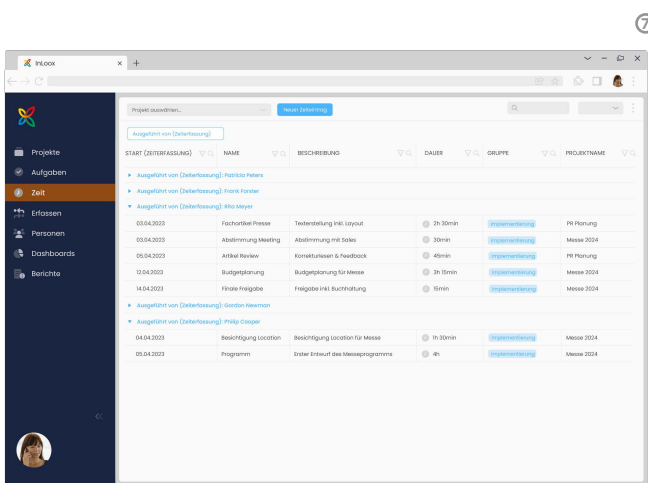 7
InLoox
Projekt auswählen...
Neuer Zeiteintrag
Ausgeführt von (Zeiterfassung)
START (ZEITERFASSUNG) NAME BESCHREIBUNG DAUER GRUPPE PROJEKTNAME
Projekte
Aufgaben
Zeit
Erfassen
Personen
Dashboards
Berichte
Ausgeführt von (Zeiterfassung): Patricia Peters
Ausgeführt von (Zeiterfassung): Frank Forster
Ausgeführt von (Zeiterfassung): Rita Meyer
03.04.2023 Fachartikel Presse Texterstellung inkl. Layout 2h 30min Implementierung PR Planung
03.04.2023 Abstimmung Meeting Abstimmung mit Sales 30min Implementierung Messe 2024
05.04.2023 Artikel Review Korrekturlesen & Feedback 45min Implementierung PR Planung
12.04.2023 Budgetplanung Budgetplanung für Messe 3h 15min Implementierung Messe 2024
14.04.2023 Finale Freigabe Freigabe inkl. Buchhaltung 15min Implementierung Messe 2024
Ausgeführt von (Zeiterfassung): Gordon Newman
Ausgeführt von (Zeiterfassung): Philip Cooper
04.04.2023 Besichtigung Location Besichtigung Location für Messe 1h 30min Implementierung Messe 2024
05.04.2023 Programm Erster Entwurf des Messeprogramms 4h Implementierung Messe 2024